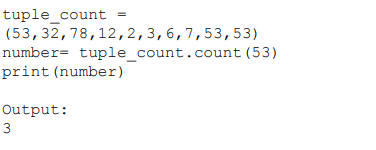 tuple_count =
(53,32,78,12,2,3,6,7,53,53)
number= tuple_count.count(53)
print(number)
Output:
3